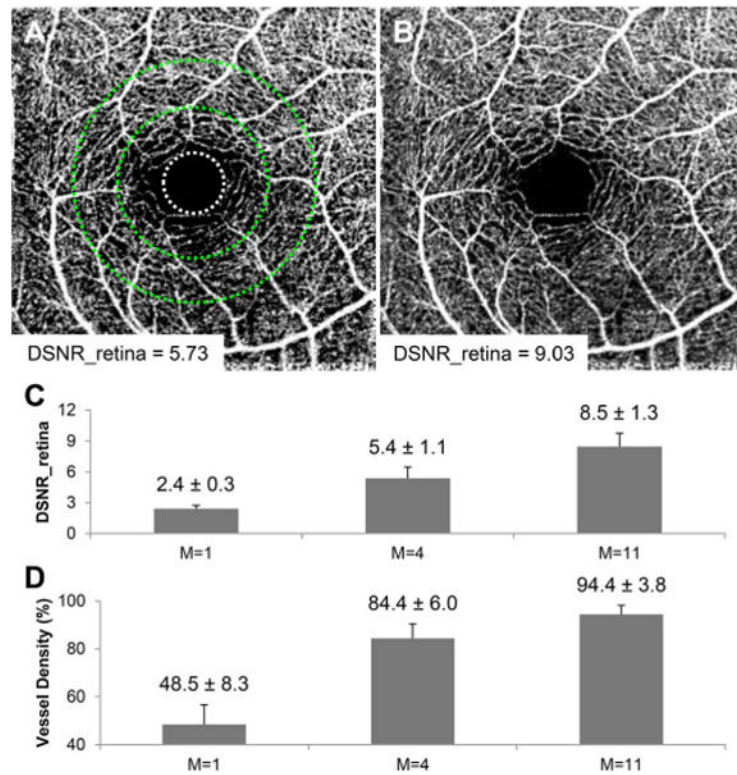 A
B
DSNR_retina = 5.73
DSNR_retina = 9.03
C
DSNR_retina
12
9
6
3
0
2.4 ± 0.3
5.4 ± 1.1
8.5 ± 1.3
M=1
M=4
M=11
D
Vessel Density (%)
100
80
60
40
48.5 ± 8.3
84.4 ± 6.0
94.4 ± 3.8
M=1
M=4
M=11